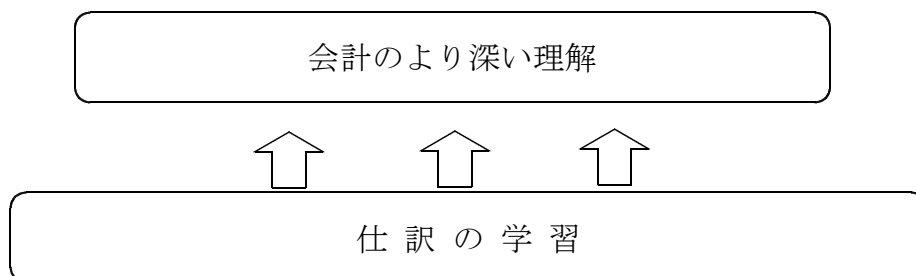 会計のより深い理解
仕 訳 の 学 習